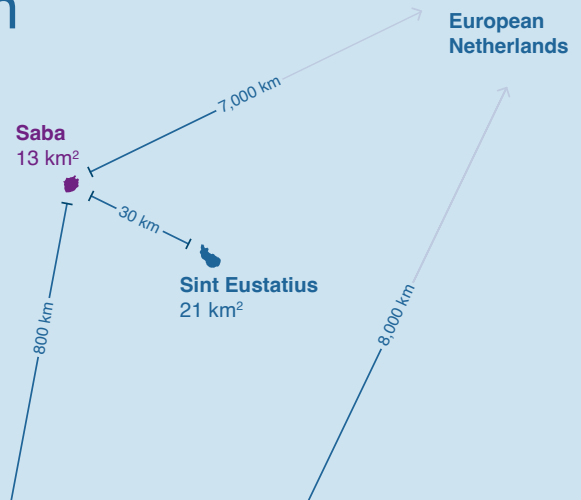 European
Netherlands
7,000 km
Saba
13 km²
30 km
Sint Eustatius
21 km²
800 km
8,000 km